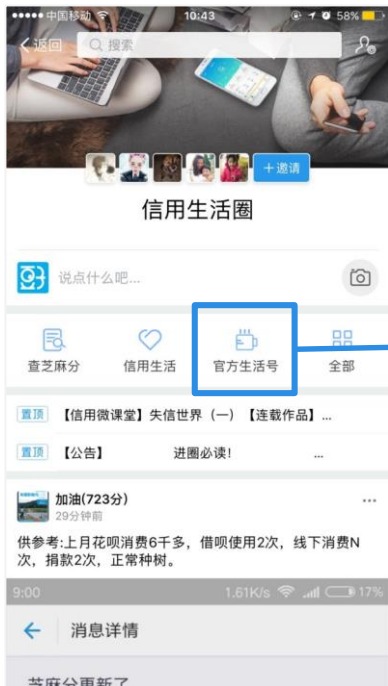 中国移动 10:43 58%
返回 搜索
+邀请
信用生活圈
说点什么吧...
查芝麻分 信用生活 官方生活号 全部
置顶 【信用微课堂】失信世界（一）【连载作品】...
置顶 【公告】 进圈必读! ...
加油(723分)
29分钟前
供参考:上月花呗消费6千多，借呗使用2次，线下消费N
次，捐款2次，正常种树。
9:00 1.61K/s 17%
消息详情
芝麻分更新了